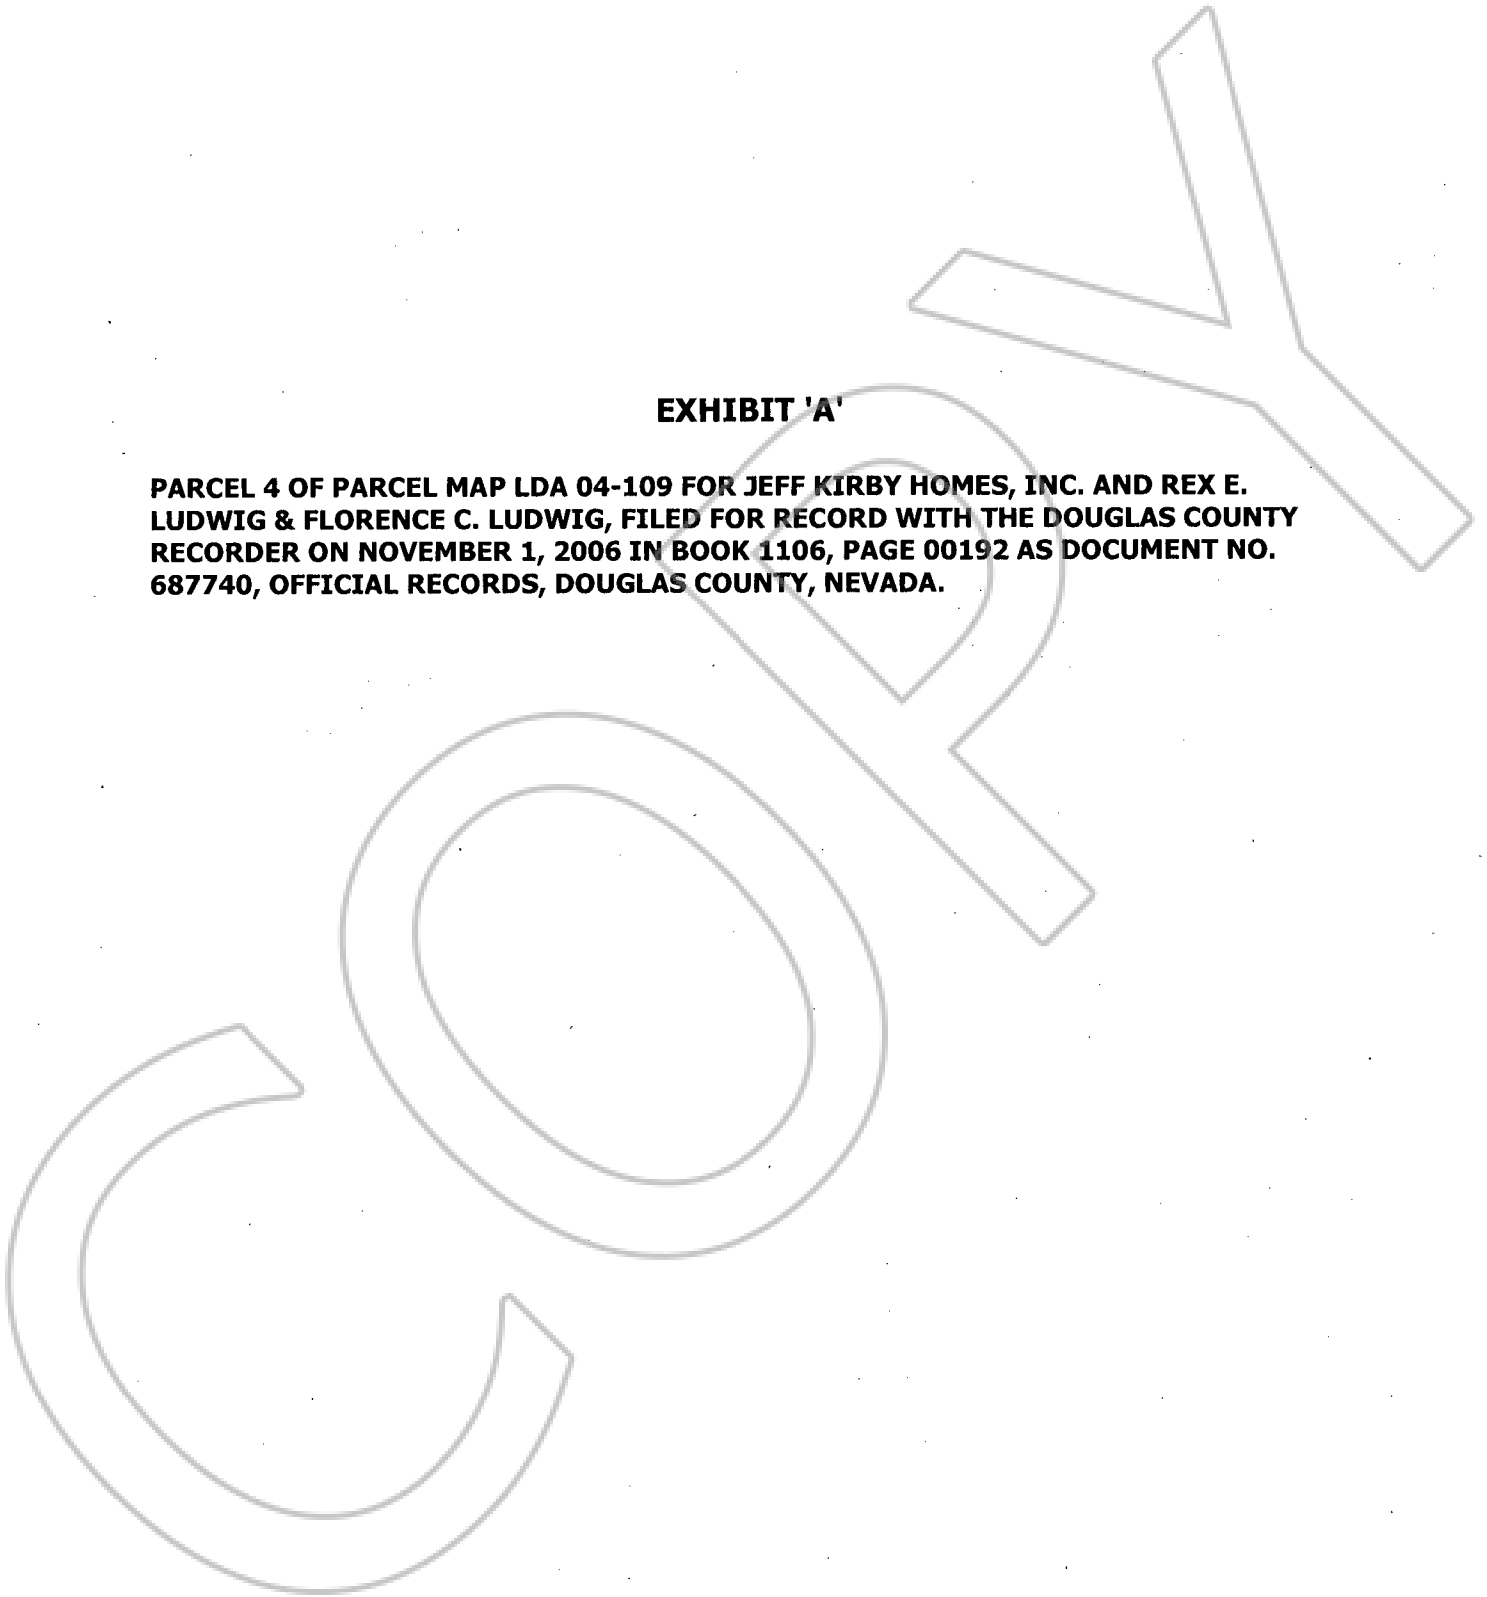 EXHIBIT 'A'
PARCEL 4 OF PARCEL MAP LDA 04-109 FOR JEFF KIRBY HOMES, INC. AND REX E.
LUDWIG & FLORENCE C. LUDWIG, FILED FOR RECORD WITH THE DOUGLAS COUNTY
RECORDER ON NOVEMBER 1, 2006 IN BOOK 1106, PAGE 00192 AS DOCUMENT NO.
687740, OFFICIAL RECORDS, DOUGLAS COUNTY, NEVADA.
COPY